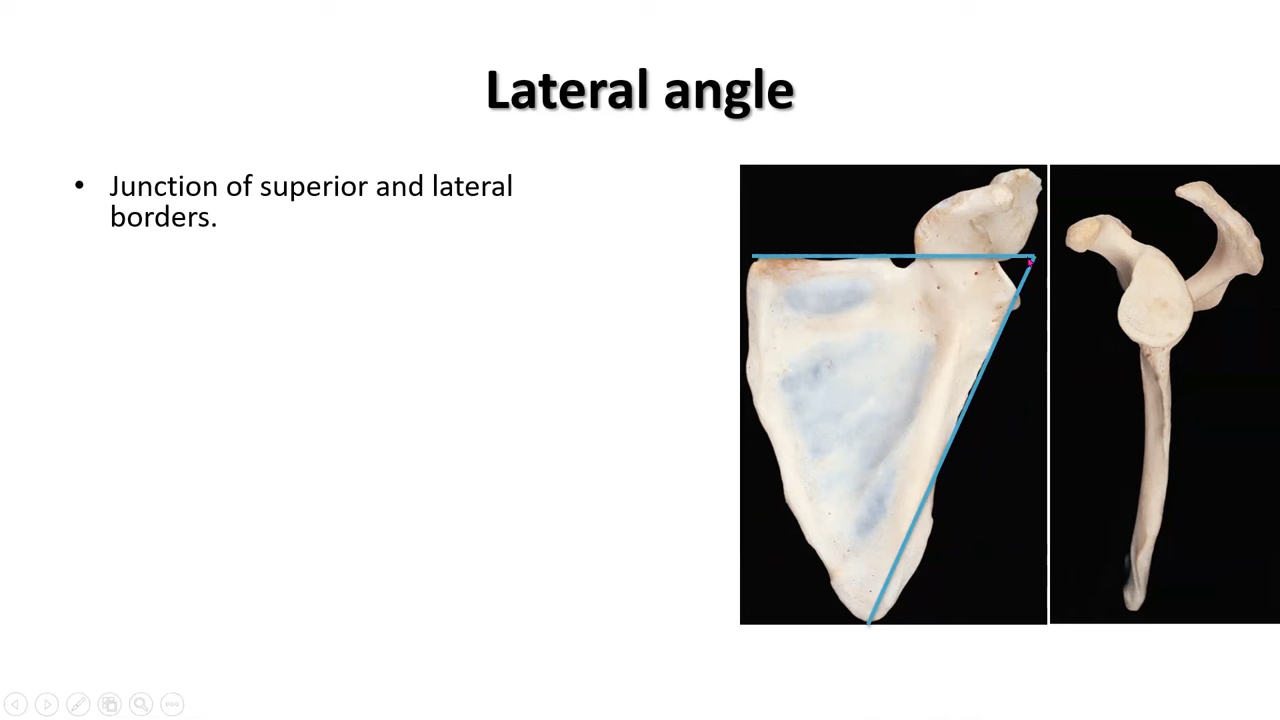 Lateral angle
• Junction of superior and lateral
borders.